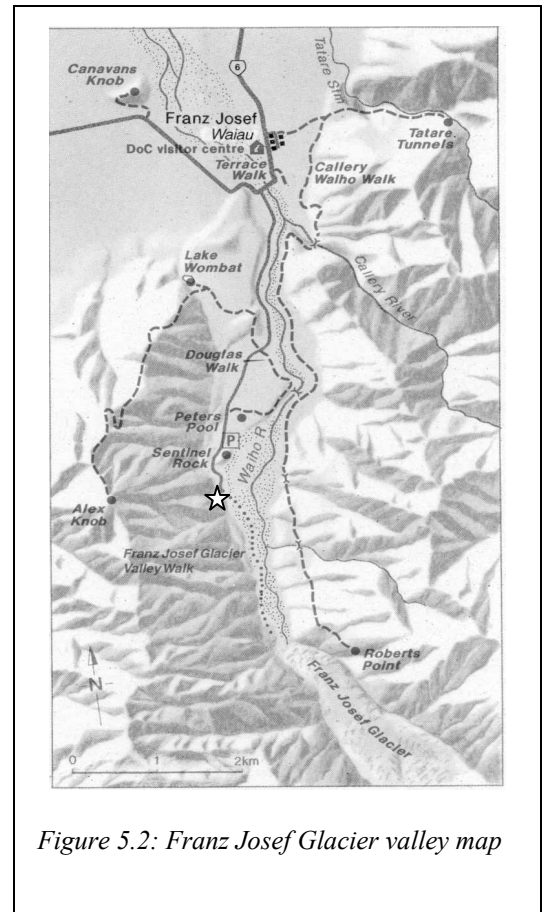 Canavans
Knob
6
Tatare Stm
Franz Josef
Waiau
DoC visitor centre
Terrace
Walk
Tatare
Tunnels
Callery
Walho Walk
Lake
Wombat
Callery River
Douglas
Walk
Peters
Pool
P
Sentinel
Rock
Walho R
Alex
Knob
Franz Josef Glacier
Valley Walk
Roberts
Point
Franz Josef Glacier
N
0 1 2km
Figure 5.2: Franz Josef Glacier valley map